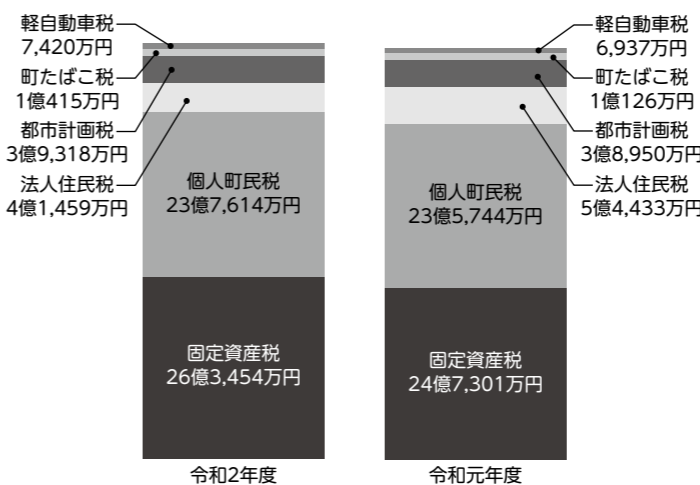 軽自動車税
7,420万円
町たばこ税
1億415万円
都市計画税
3億9,318万円
法人住民税
4億1,459万円
個人町民税
23億7,614万円
固定資産税
26億3,454万円
令和2年度
軽自動車税
6,937万円
町たばこ税
1億126万円
都市計画税
3億8,950万円
法人住民税
5億4,433万円
個人町民税
23億5,744万円
固定資産税
24億7,301万円
令和元年度